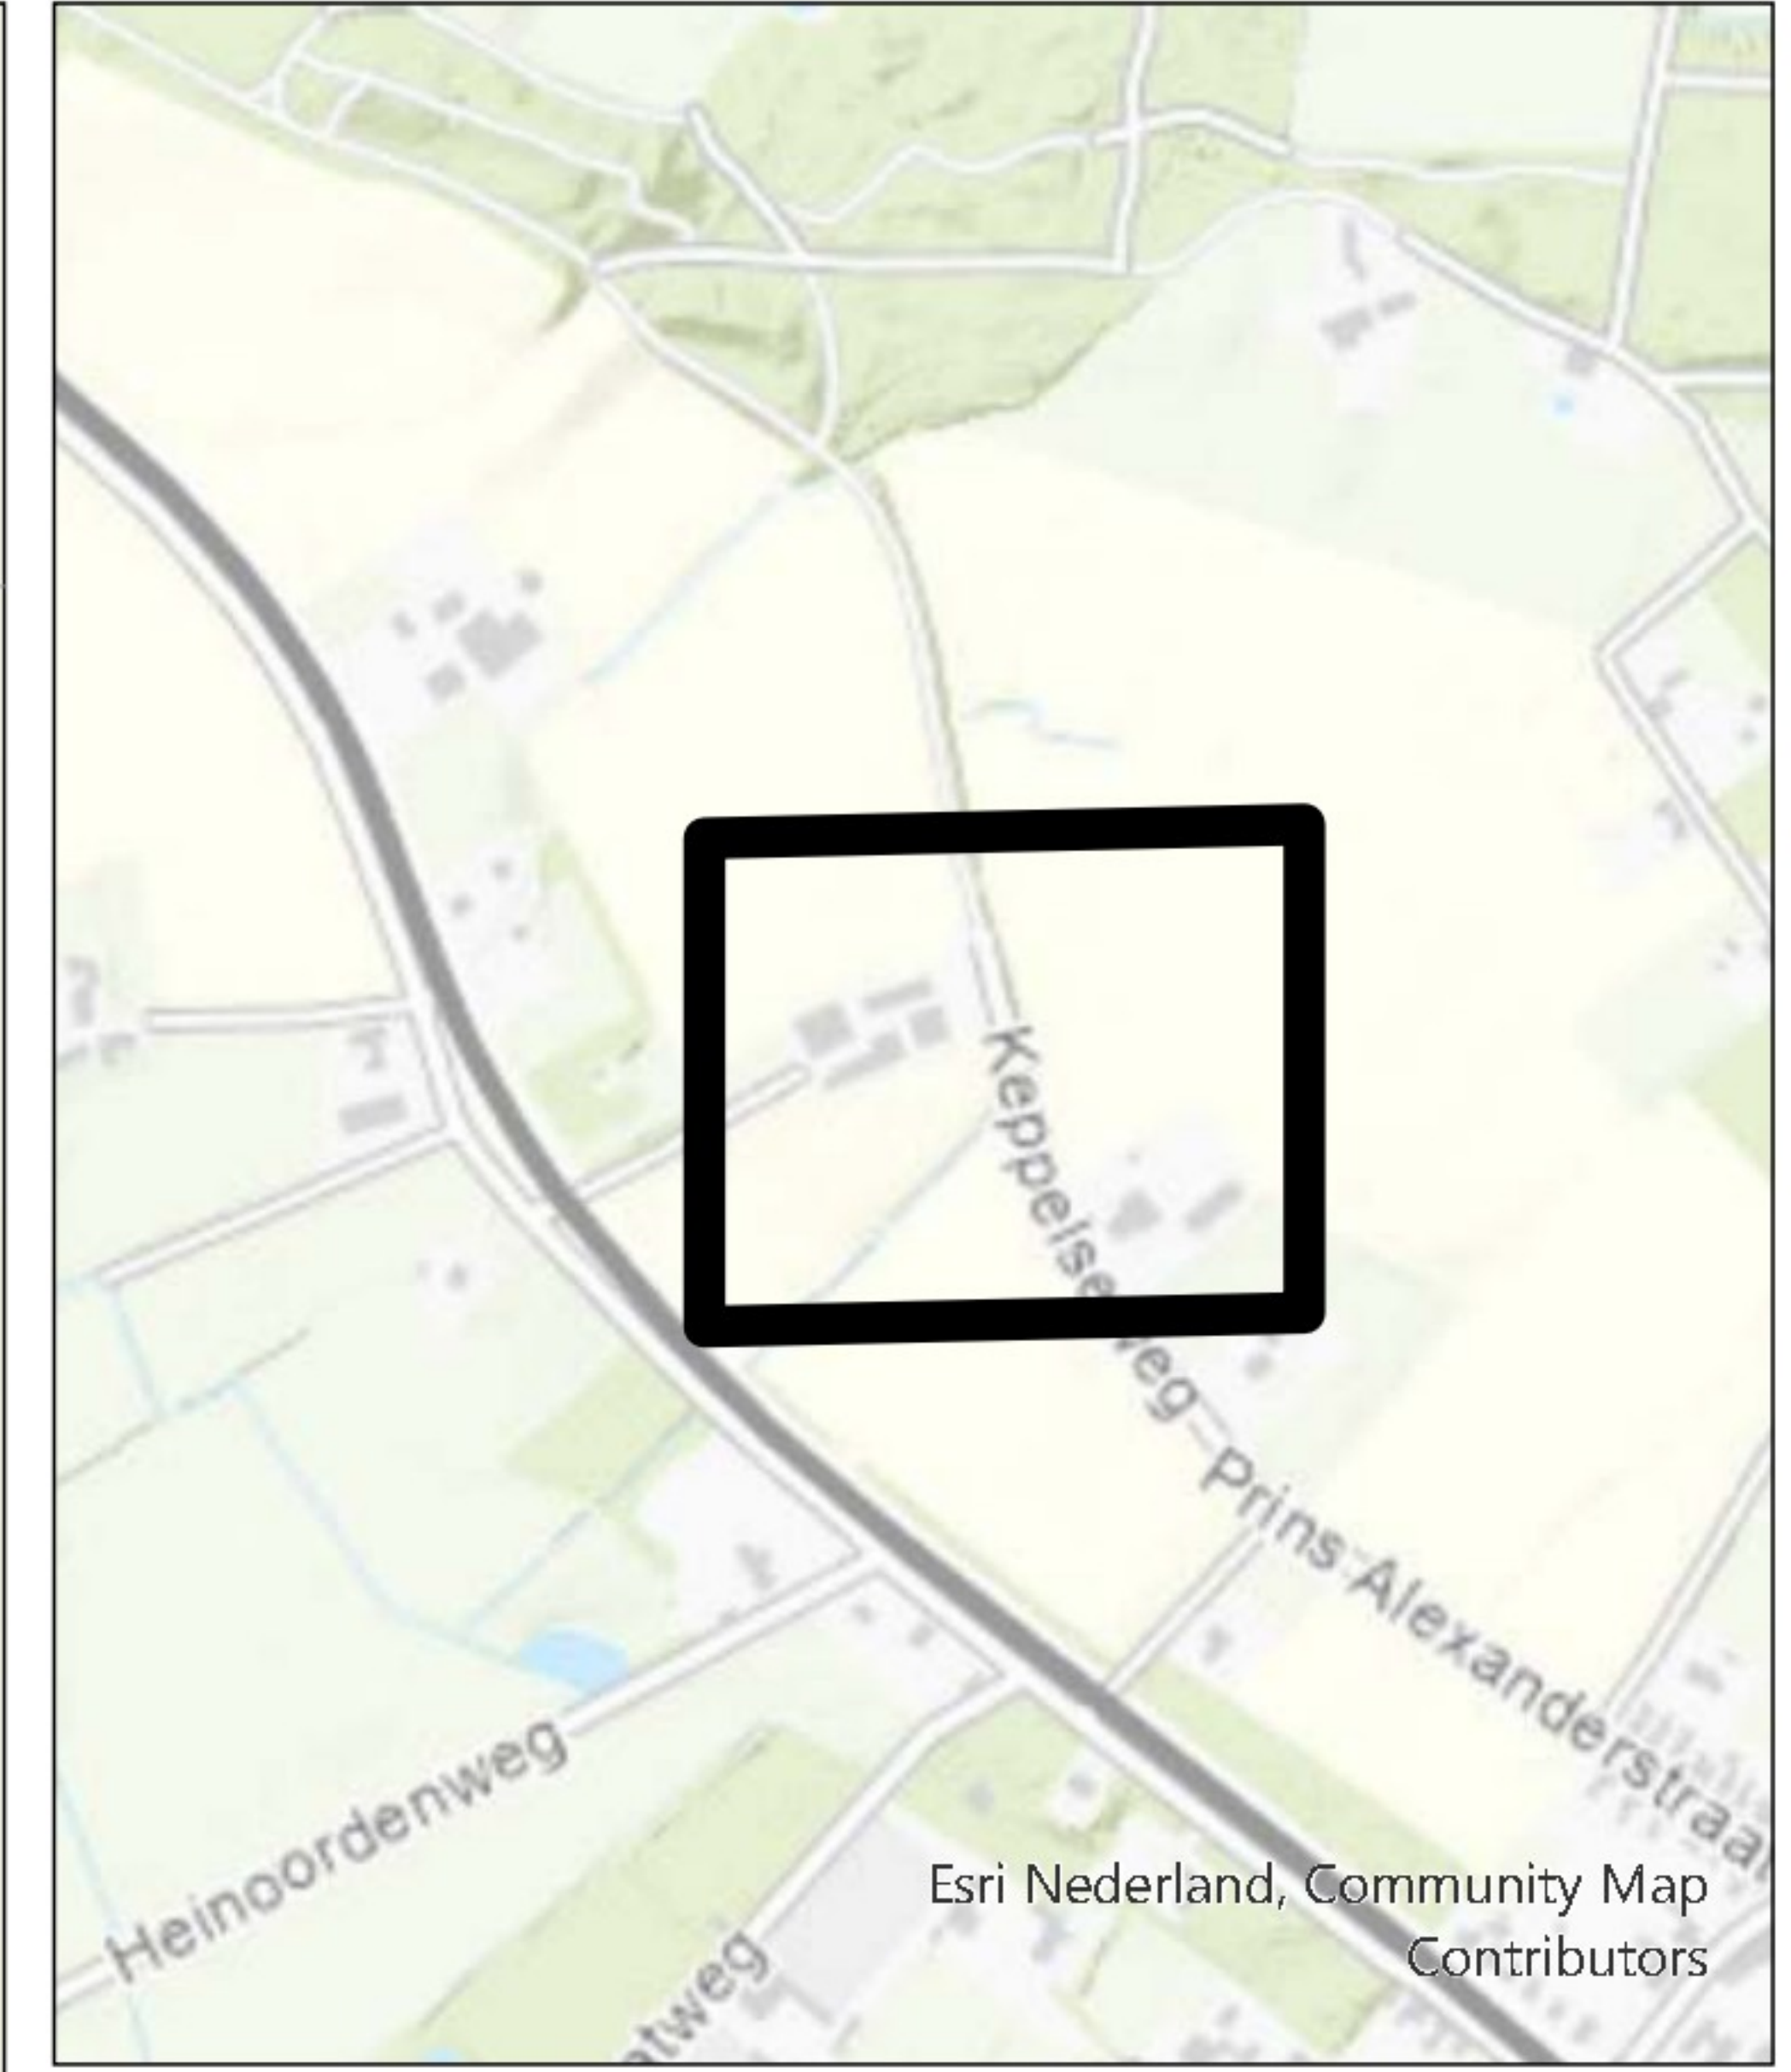 Keppelseweg
Prins Alexanderstraat
Heinoordenweg
Esri Nederland, Community Map
Contributors